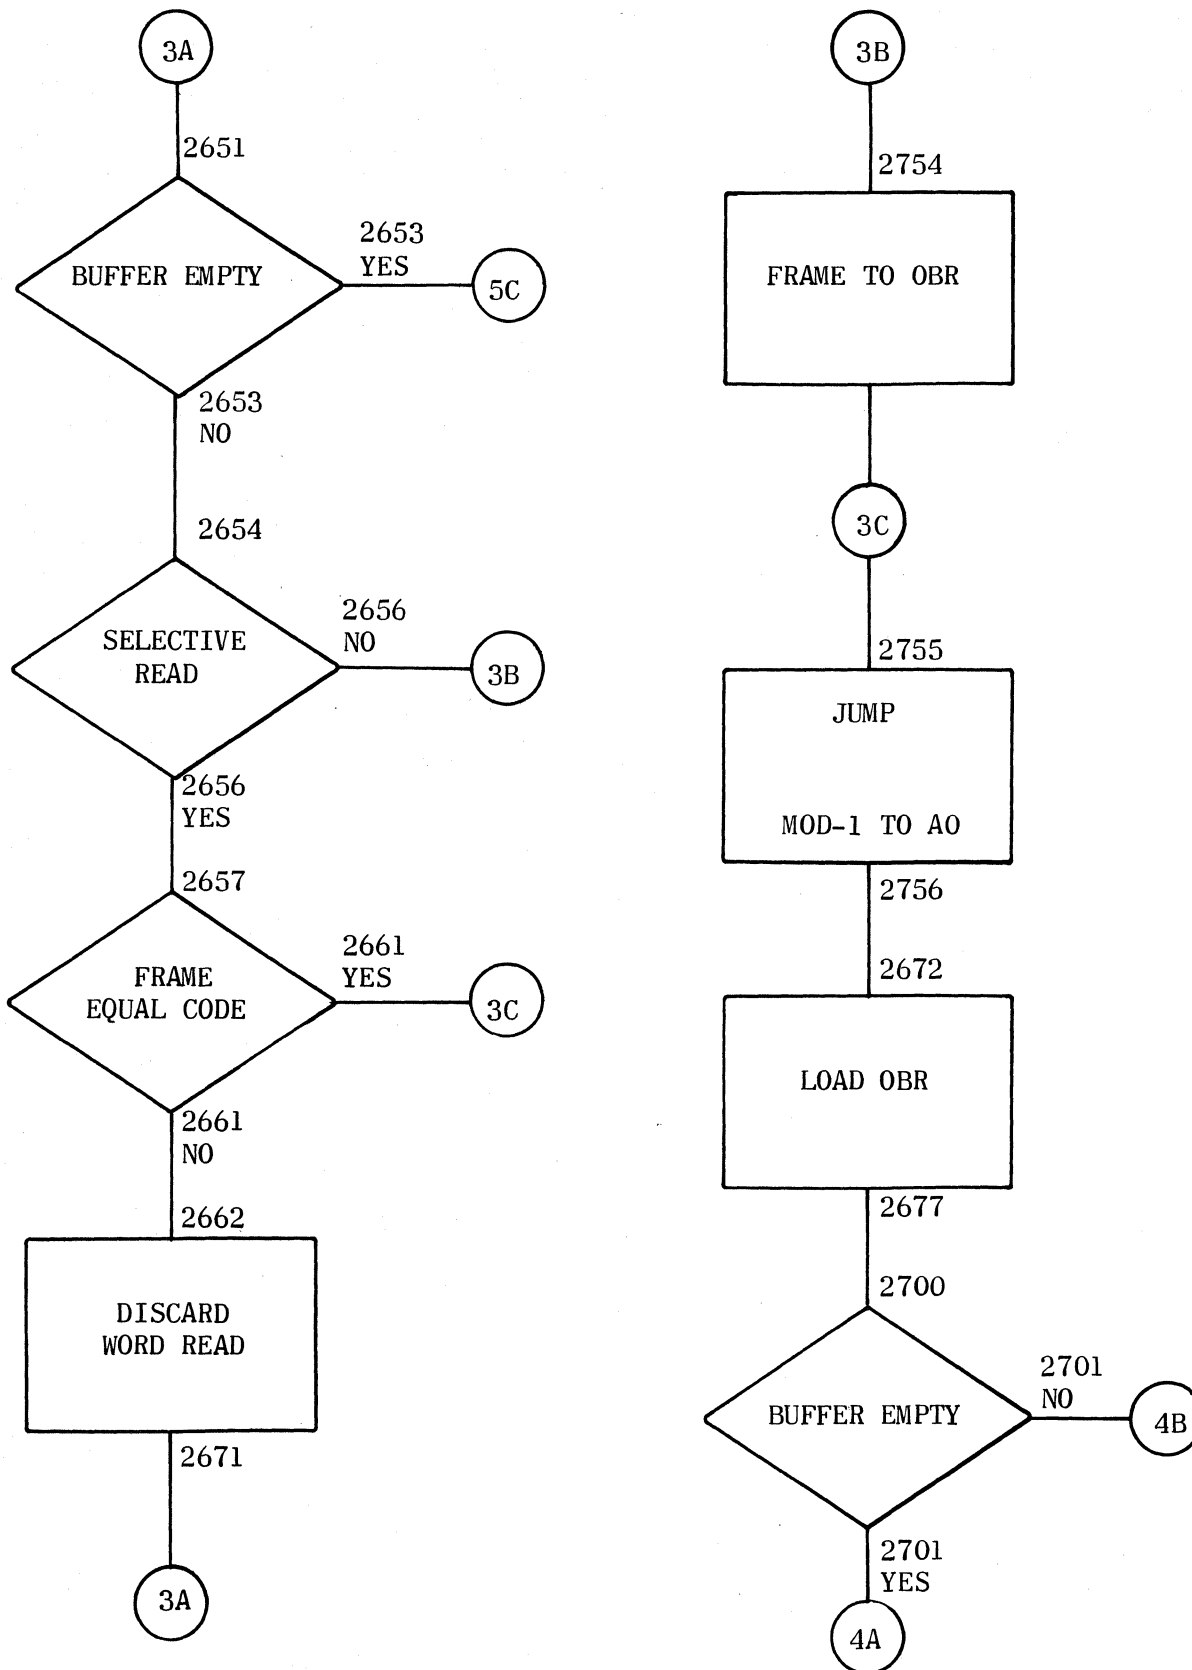 3A
2651
BUFFER EMPTY
2653
YES
5C
2653
NO
2654
SELECTIVE
READ
2656
NO
3B
2656
YES
2657
FRAME
EQUAL CODE
2661
YES
3C
2661
NO
2662
DISCARD
WORD READ
2671
3A
3B
2754
FRAME TO OBR
3C
2755
JUMP
MOD-1 TO AO
2756
2672
LOAD OBR
2677
2700
BUFFER EMPTY
2701
NO
4B
2701
YES
4A